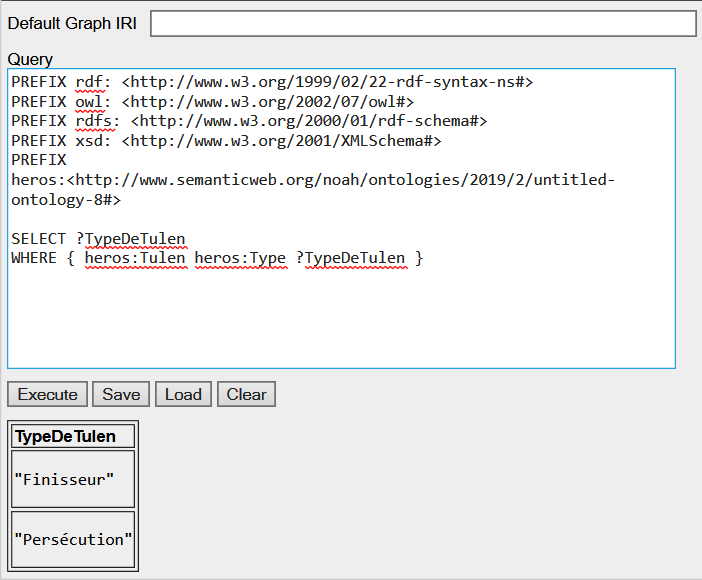 Default Graph IRI
Query
PREFIX rdf: <http://www.w3.org/1999/02/22-rdf-syntax-ns#>
PREFIX owl: <http://www.w3.org/2002/07/owl#>
PREFIX rdfs: <http://www.w3.org/2000/01/rdf-schema#>
PREFIX xsd: <http://www.w3.org/2001/XMLSchema#>
PREFIX
heros:<http://www.semanticweb.org/noah/ontologies/2019/2/untitled-
ontology-8#>
SELECT ?TypeDeTulen
WHERE { heros:Tulen heros:Type ?TypeDeTulen }
Execute Save Load Clear
TypeDeTulen
"Finisseur"
"Persécution"